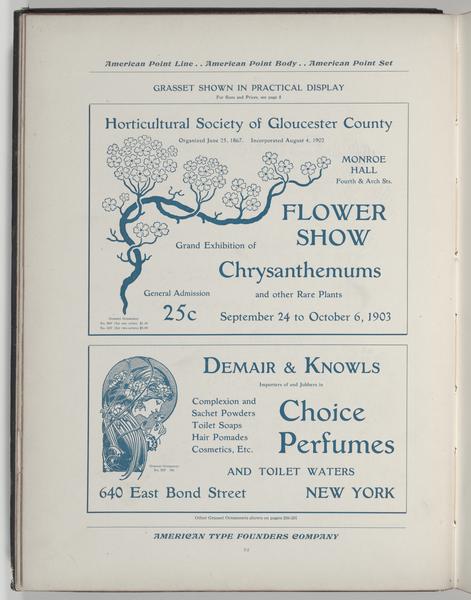 American Point Line . . American Point Body . . American Point Set
GRASSET SHOWN IN PRACTICAL DISPLAY
For Sizes and Prices, see page 8
Horticultural Society of Gloucester County
Organized June 25, 1867. Incorporated August 4, 1902
MONROE
HALL
Fourth & Arch Sts.
FLOWER
SHOW
Grand Exhibition of
Chrysanthemums
General Admission
and other Rare Plants
25c
September 24 to October 6, 1903
Grasset Ornaments
DEMAIR & KNOWLS
Importers of and Jobbers in
Complexion and
Sachet Powders
Toilet Soaps
Hair Pomades
Cosmetics, Etc.
Choice
Perfumes
Grasset Ornament
AND TOILET WATERS
640 East Bond Street
NEW YORK
Other Grasset Ornaments shown on pages
AMERICAN TYPE FOUNDERS COMPANY